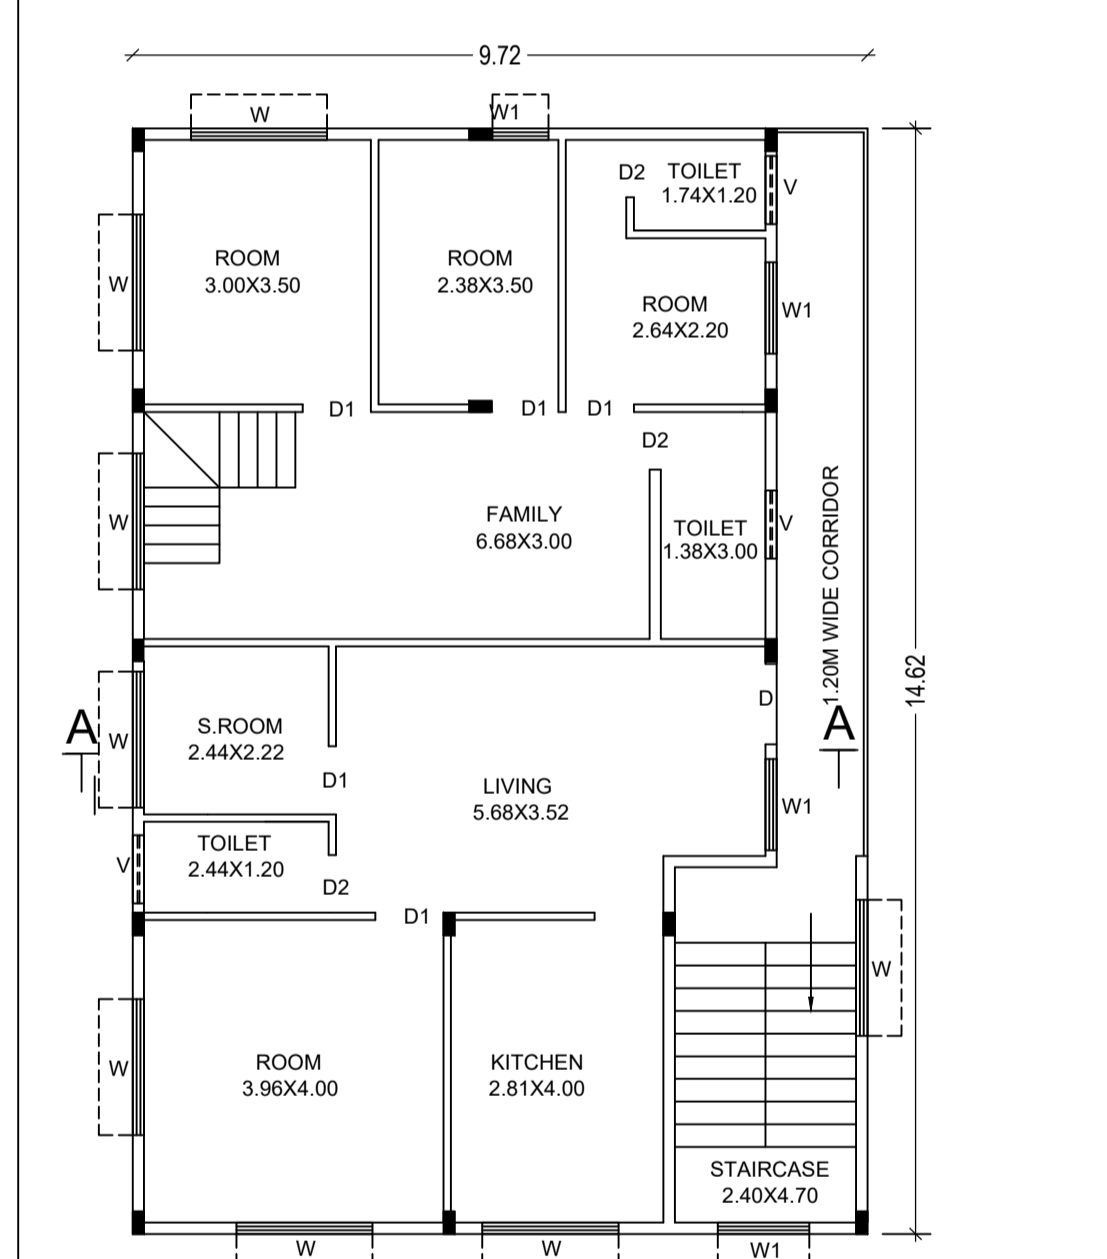 9.72
W
W1
D2
TOILET
1.74X1.20
V
ROOM
3.00X3.50
ROOM
2.38X3.50
W
ROOM
2.64X2.20
W1
D1
D1
D1
D2
FAMILY
6.68X3.00
W
TOILET
1.38X3.00
V
1.20M WIDE CORRIDOR
14.62
D
A
W
S.ROOM
2.44X2.22
A
D1
LIVING
5.68X3.52
W1
TOILET
2.44X1.20
V
D2
D1
W
ROOM
3.96X4.00
W
KITCHEN
2.81X4.00
STAIRCASE
2.40X4.70
W
W
W1